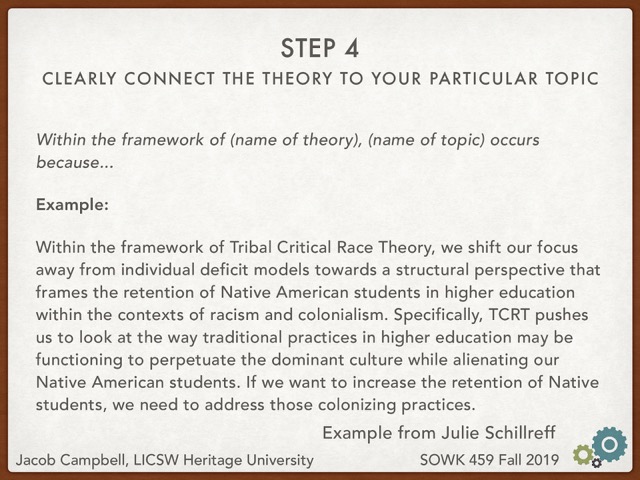 STEP 4
CLEARLY CONNECT THE THEORY TO YOUR PARTICULAR TOPIC
Within the framework of (name of theory), (name of topic) occurs
because...
Example:
Within the framework of Tribal Critical Race Theory, we shift our focus
away from individual deficit models towards a structural perspective that
frames the retention of Native American students in higher education
within the contexts of racism and colonialism. Specifically, TCRT pushes
us to look at the way traditional practices in higher education may be
functioning to perpetuate the dominant culture while alienating our
Native American students. If we want to increase the retention of Native
students, we need to address those colonizing practices.
Example from Julie Schillreff
Jacob Campbell, LICSW Heritage University
SOWK 459 Fall 2019